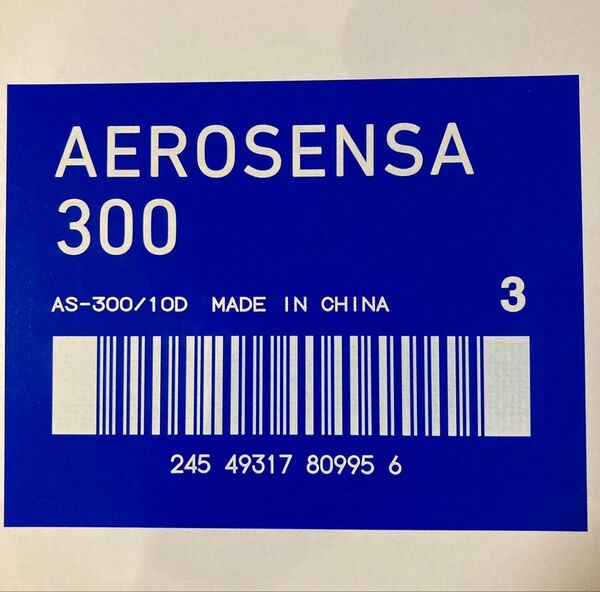 AEROSENSA
300
AS-300/10D MADE IN CHINA
3
245 49317 80995 6